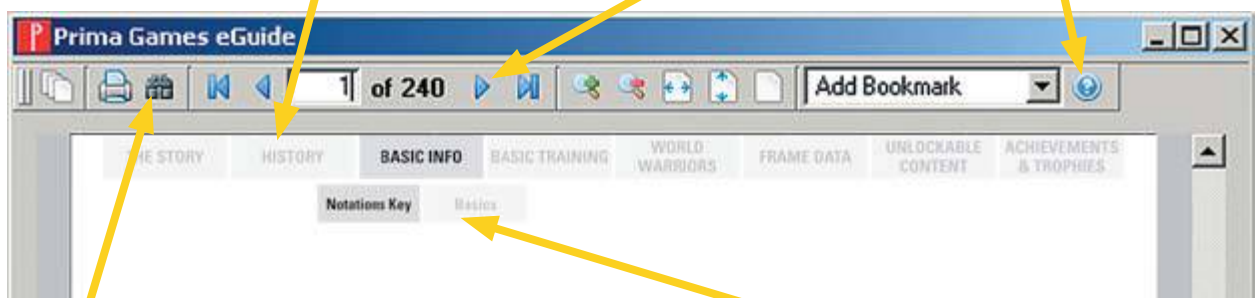 P Prima Games eGuide
1 of 240 Add Bookmark ?
THE STORY HISTORY BASIC INFO BASIC TRAINING WORLD WARRIORS FRAME DATA UNLOCKABLE CONTENT ACHIEVEMENTS & TROPHIES
Notations Key Basics